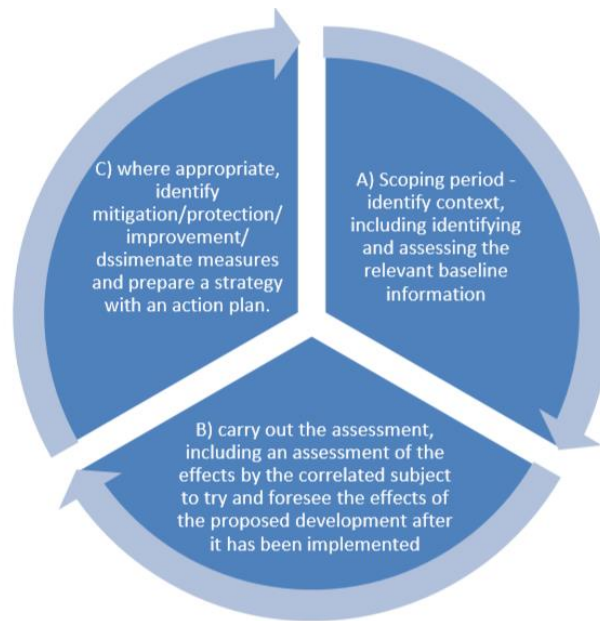 A) Scoping period -
identify context,
including identifying
and assessing the
relevant baseline
information
B) carry out the assessment,
including an assessment of the
effects by the correlated subject
to try and foresee the effects of
the proposed development after
it has been implemented
C) where appropriate,
identify
mitigation/protection/
improvement/
dssimenate measures
and prepare a strategy
with an action plan.